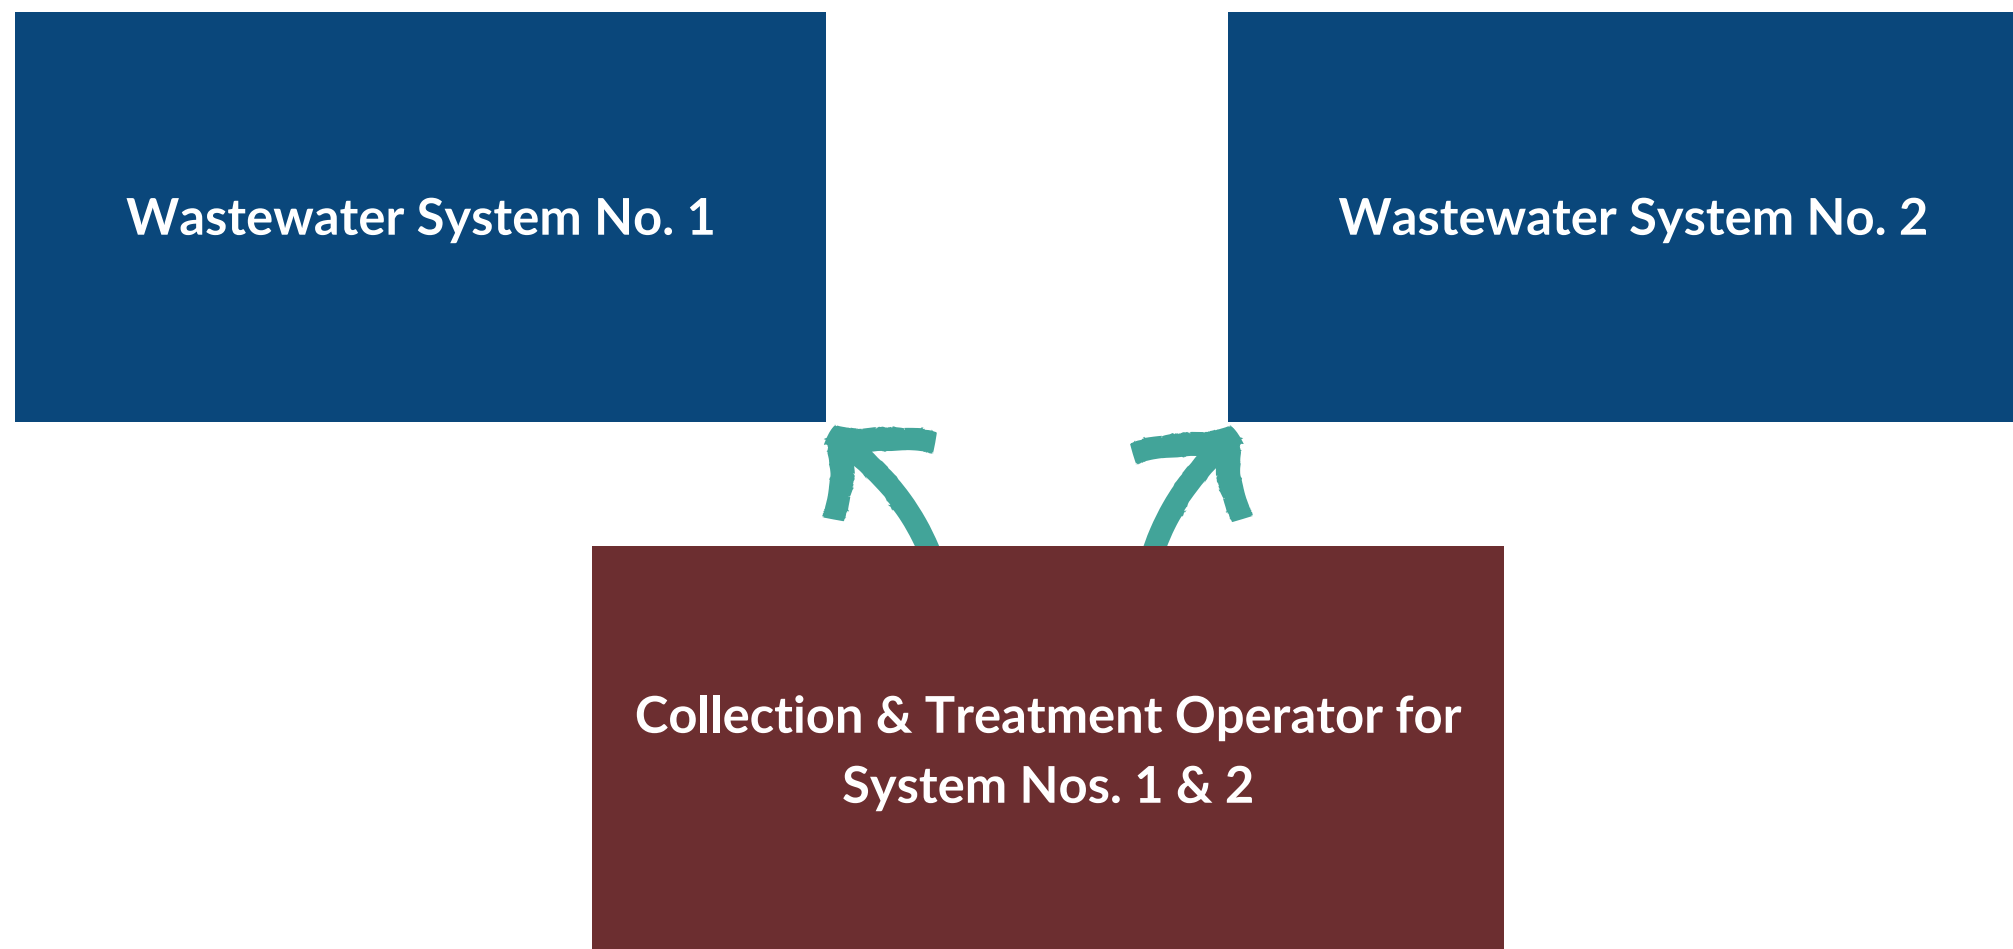 Wastewater System No. 1
Wastewater System No. 2
Collection & Treatment Operator for
System Nos. 1 & 2